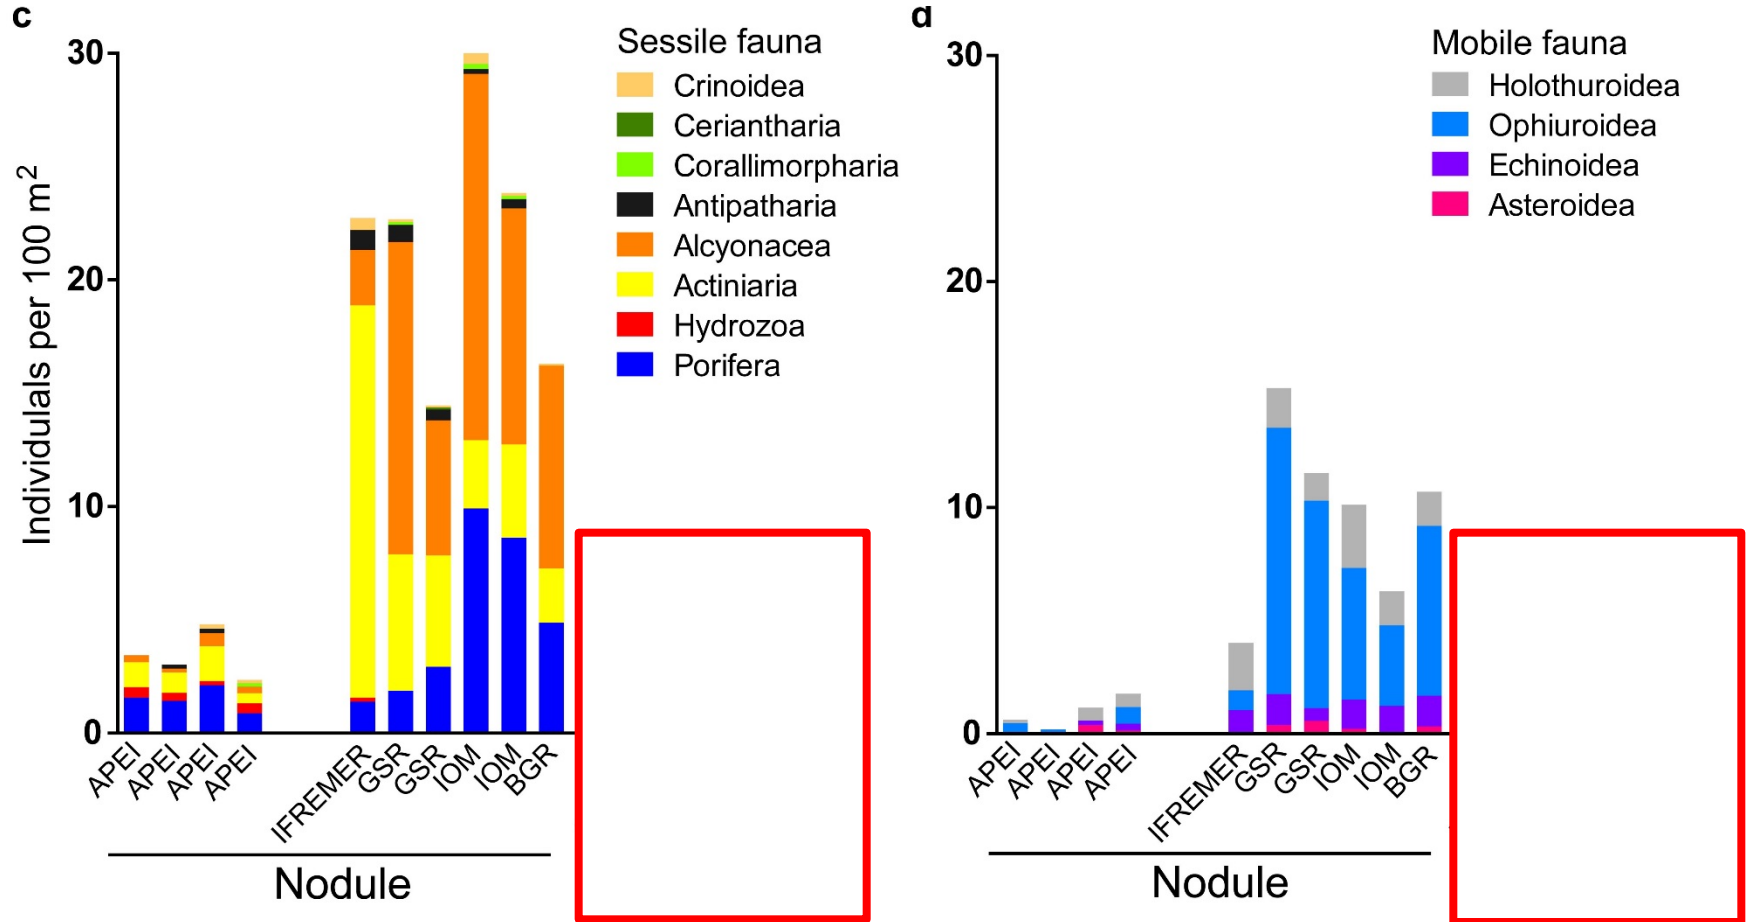 c
Individulals per 100 m2
30
20
10
0
Sessile fauna
Crinoidea
Ceriantharia
Corallimorpharia
Antipatharia
Alcyonacea
Actiniaria
Hydrozoa
Porifera
APEI
APEI
APEI
APEI
IFREMER
GSR
GSR
IOM
IOM
BGR
Nodule
d
30
20
10
0
Mobile fauna
Holothuroidea
Ophiuroidea
Echinoidea
Asteroidea
APEI
APEI
APEI
APEI
IFREMER
GSR
GSR
IOM
IOM
BGR
Nodule